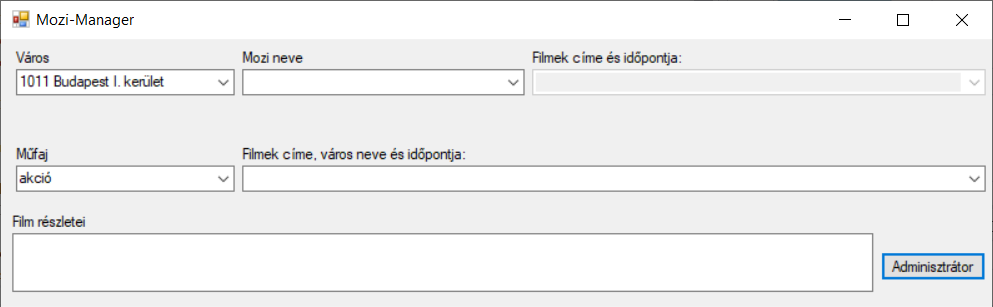 Mozi-Manager
Város
Mozi neve
Filmek címe és időpontja:
1011 Budapest I. kerület
Műfaj
Filmek címe, város neve és időpontja:
akció
Film részletei
Adminisztrátor